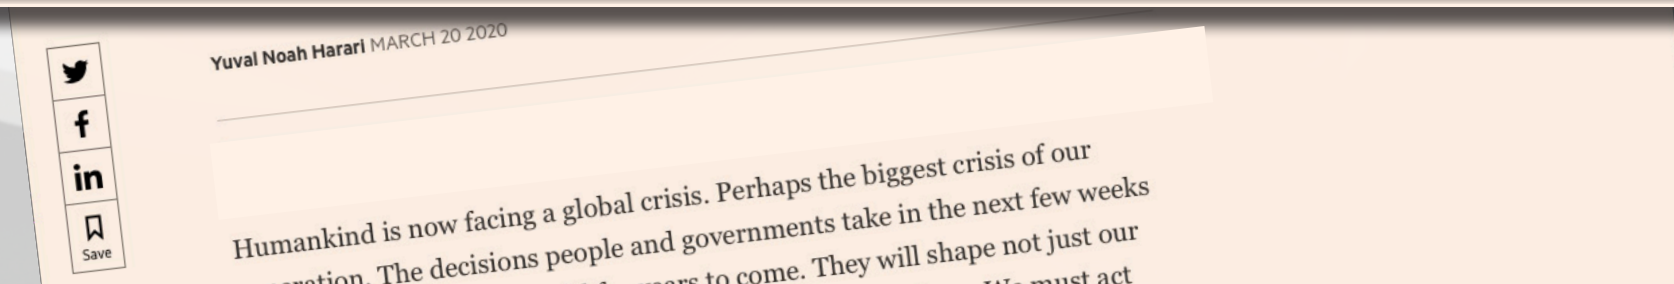 Yuval Noah Harari MARCH 20 2020
Save
Humankind is now facing a global crisis. Perhaps the biggest crisis of our
The decisions people and governments take in the next few weeks
to come. They will shape not just our
must act